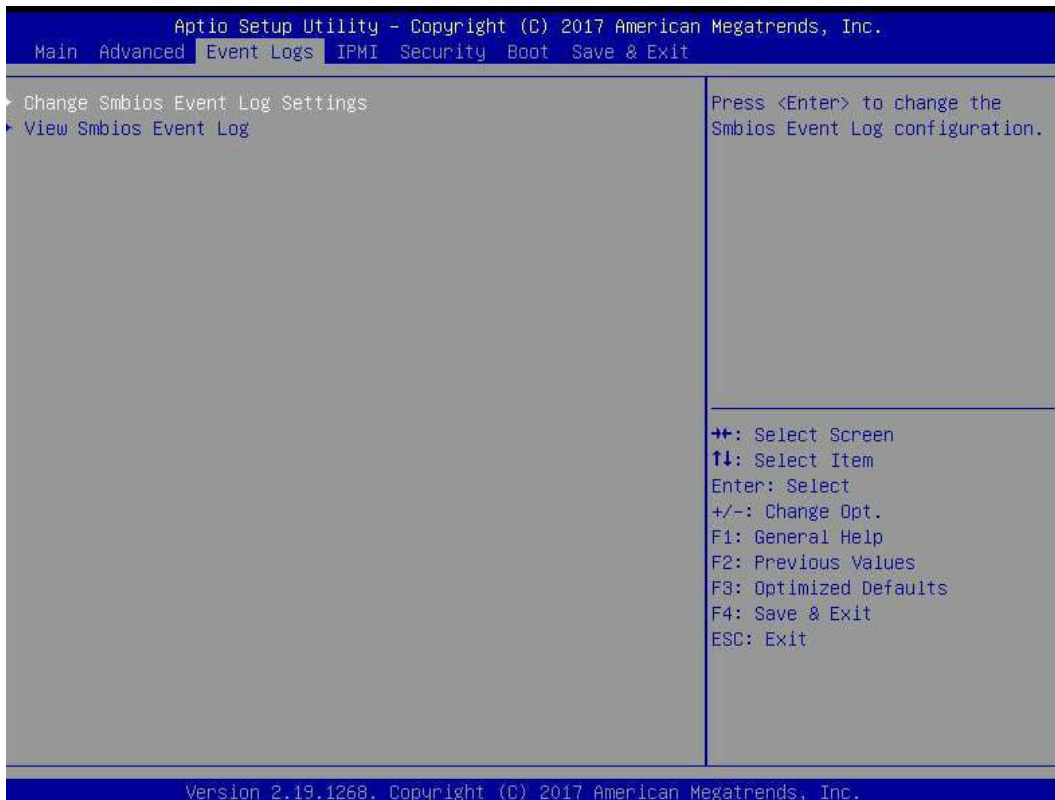 Aptio Setup Utility – Copyright (C) 2017 American Megatrends, Inc.
Main Advanced Event Logs IPMI Security Boot Save & Exit
Change Smbios Event Log Settings
View Smbios Event Log
Press <Enter> to change the
Smbios Event Log configuration.
→←: Select Screen
↑↓: Select Item
Enter: Select
+/-: Change Opt.
F1: General Help
F2: Previous Values
F3: Optimized Defaults
F4: Save & Exit
ESC: Exit
Version 2.19.1268. Copyright (C) 2017 American Megatrends, Inc.